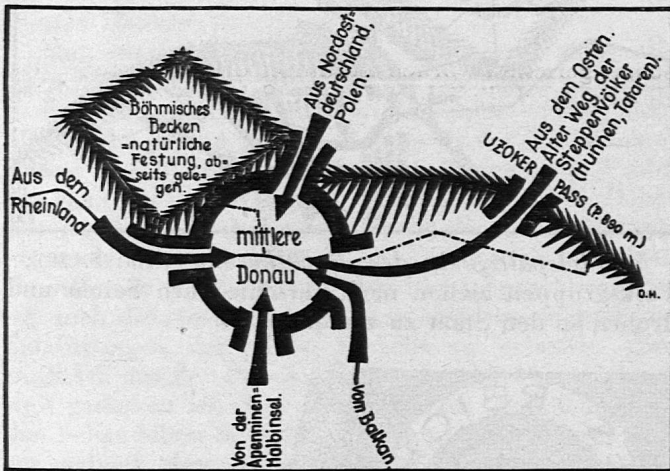 Böhmisches
Becken
=natürliche
Festung, ab=
seits gele=
gen.
Aus Nordost=
deutschland,
Polen.
Aus dem Osten.
Alter Weg der
Steppenvölker
(Hunnen, Tataren).
UZOKER PASS (P. 890 m.)
Aus dem
Rheinland
mittlere
Donau
O.H.
Von der
Apenninen=
Halbinsel.
vom Balkan.